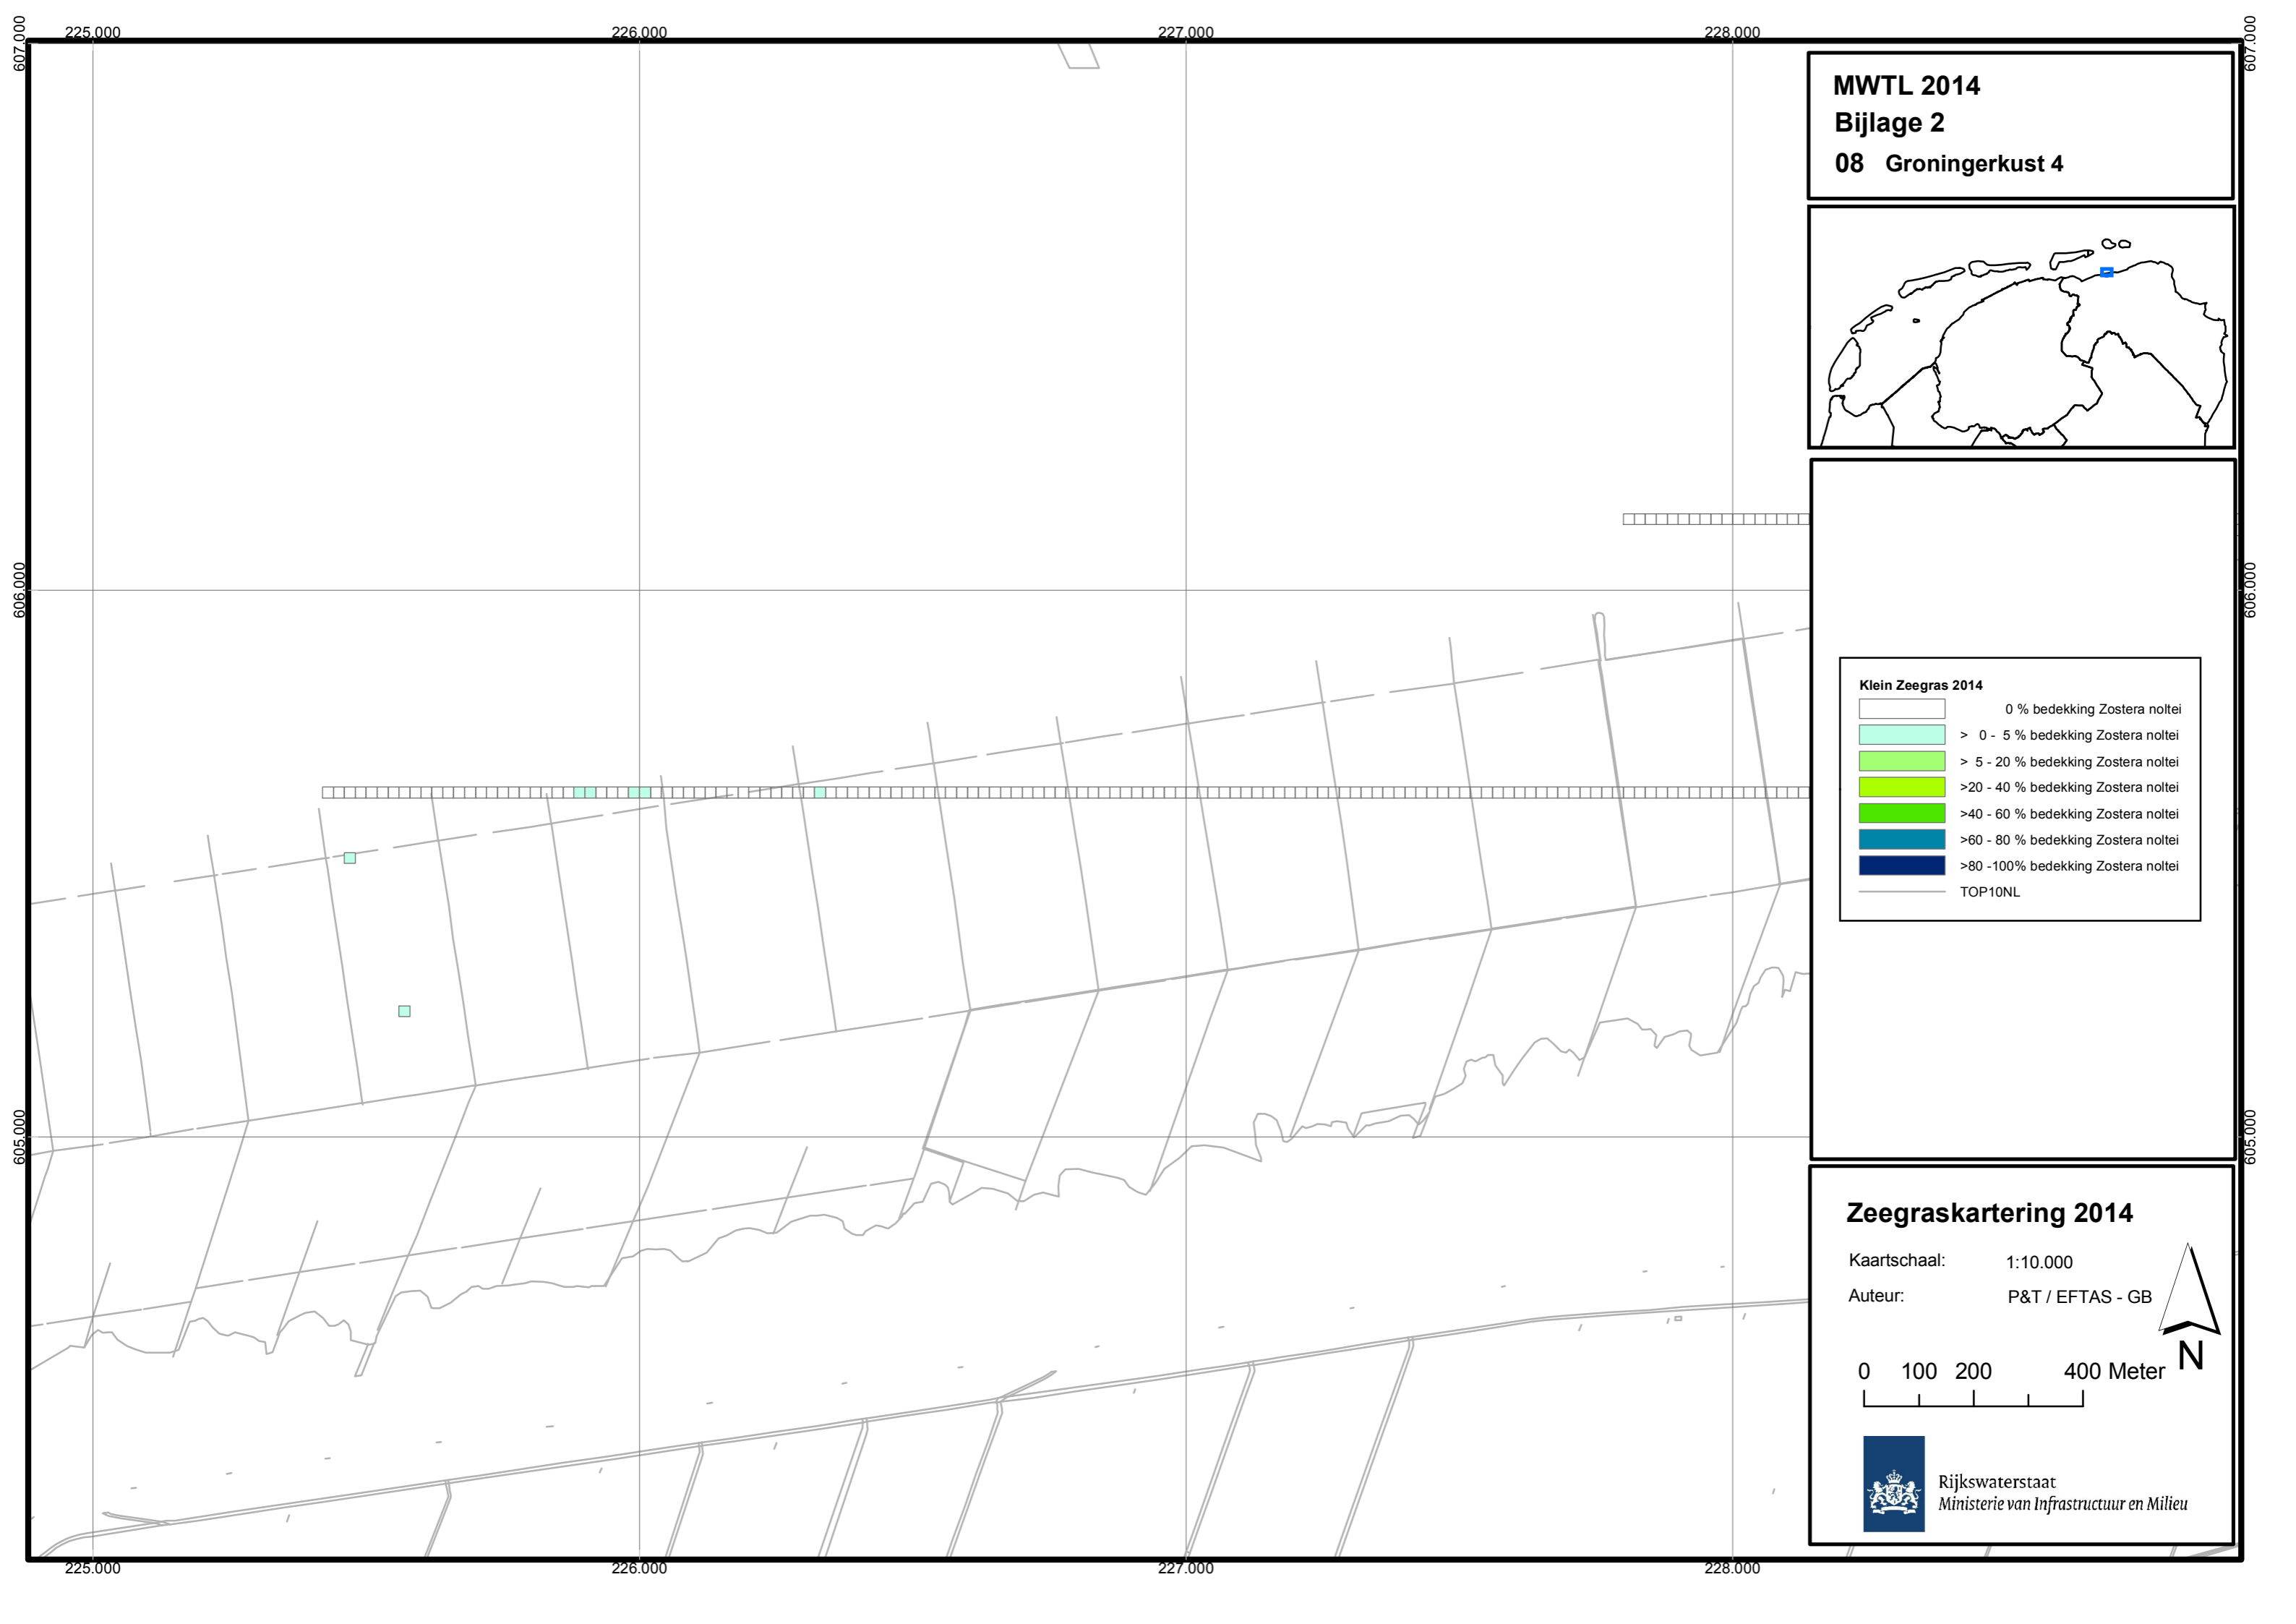 225.000 226.000 227.000 228.000
607.000 607.000
MWTL 2014
Bijlage 2
08 Groningerkust 4
606.000 606.000
Klein Zeegras 2014
0 % bedekking Zostera noltei
> 0 - 5 % bedekking Zostera noltei
> 5 - 20 % bedekking Zostera noltei
>20 - 40 % bedekking Zostera noltei
>40 - 60 % bedekking Zostera noltei
>60 - 80 % bedekking Zostera noltei
>80 -100% bedekking Zostera noltei
TOP10NL
605.000 605.000
Zeegraskartering 2014
Kaartschaal: 1:10.000
Auteur: P&T / EFTAS - GB
N
0 100 200 400 Meter
Rijkswaterstaat
Ministerie van Infrastructuur en Milieu
225.000 226.000 227.000 228.000